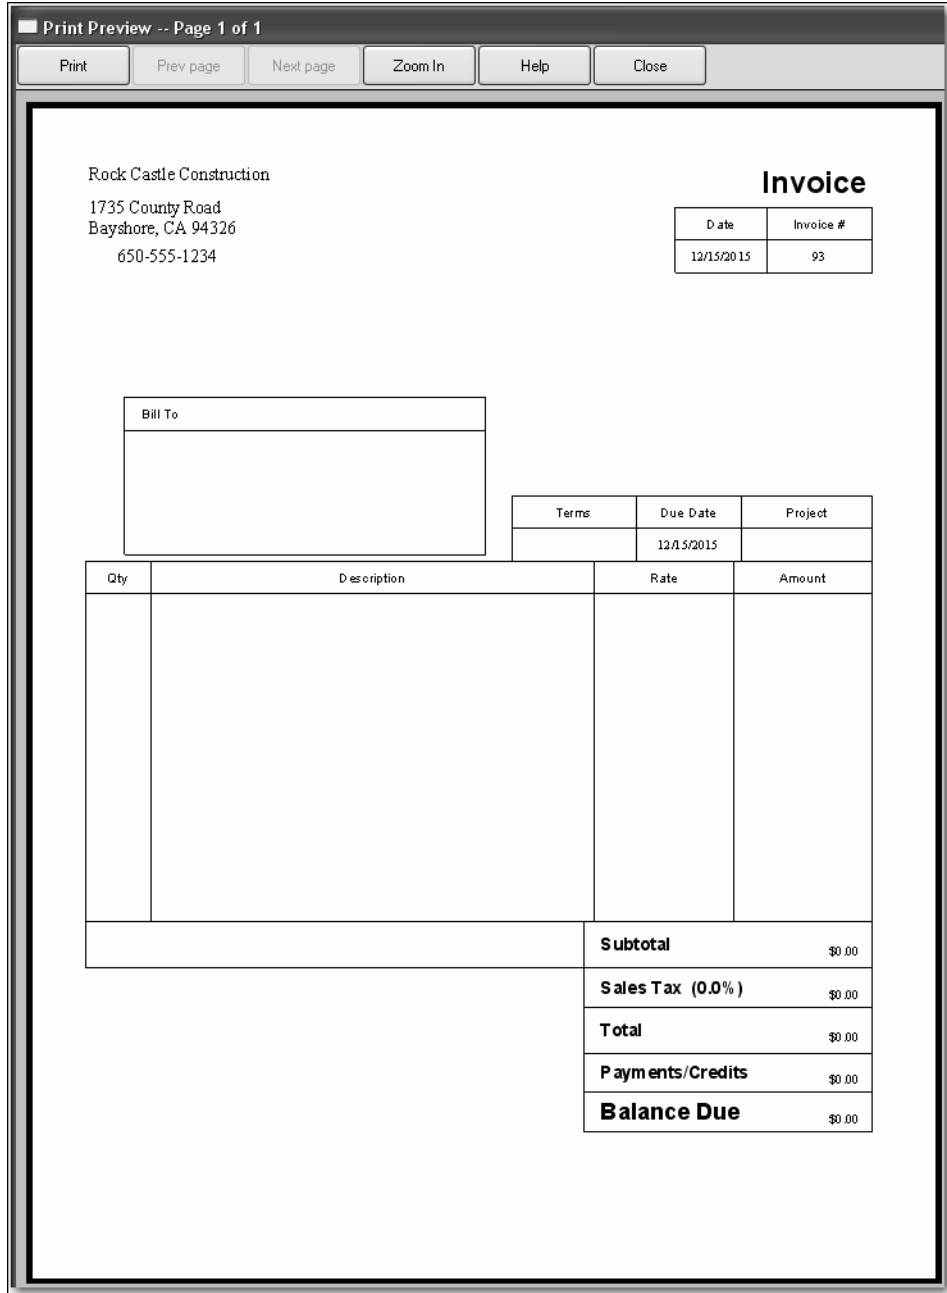 Print Preview -- Page 1 of 1
Print Prev page Next page Zoom In Help Close
Rock Castle Construction
1735 County Road
Bayshore, CA 94326
650-555-1234
Invoice
Date Invoice #
12/15/2015 93
Bill To
Terms Due Date Project
12/15/2015
Qty Description Rate Amount
Subtotal $0.00
Sales Tax (0.0%) $0.00
Total $0.00
Payments/Credits $0.00
Balance Due $0.00